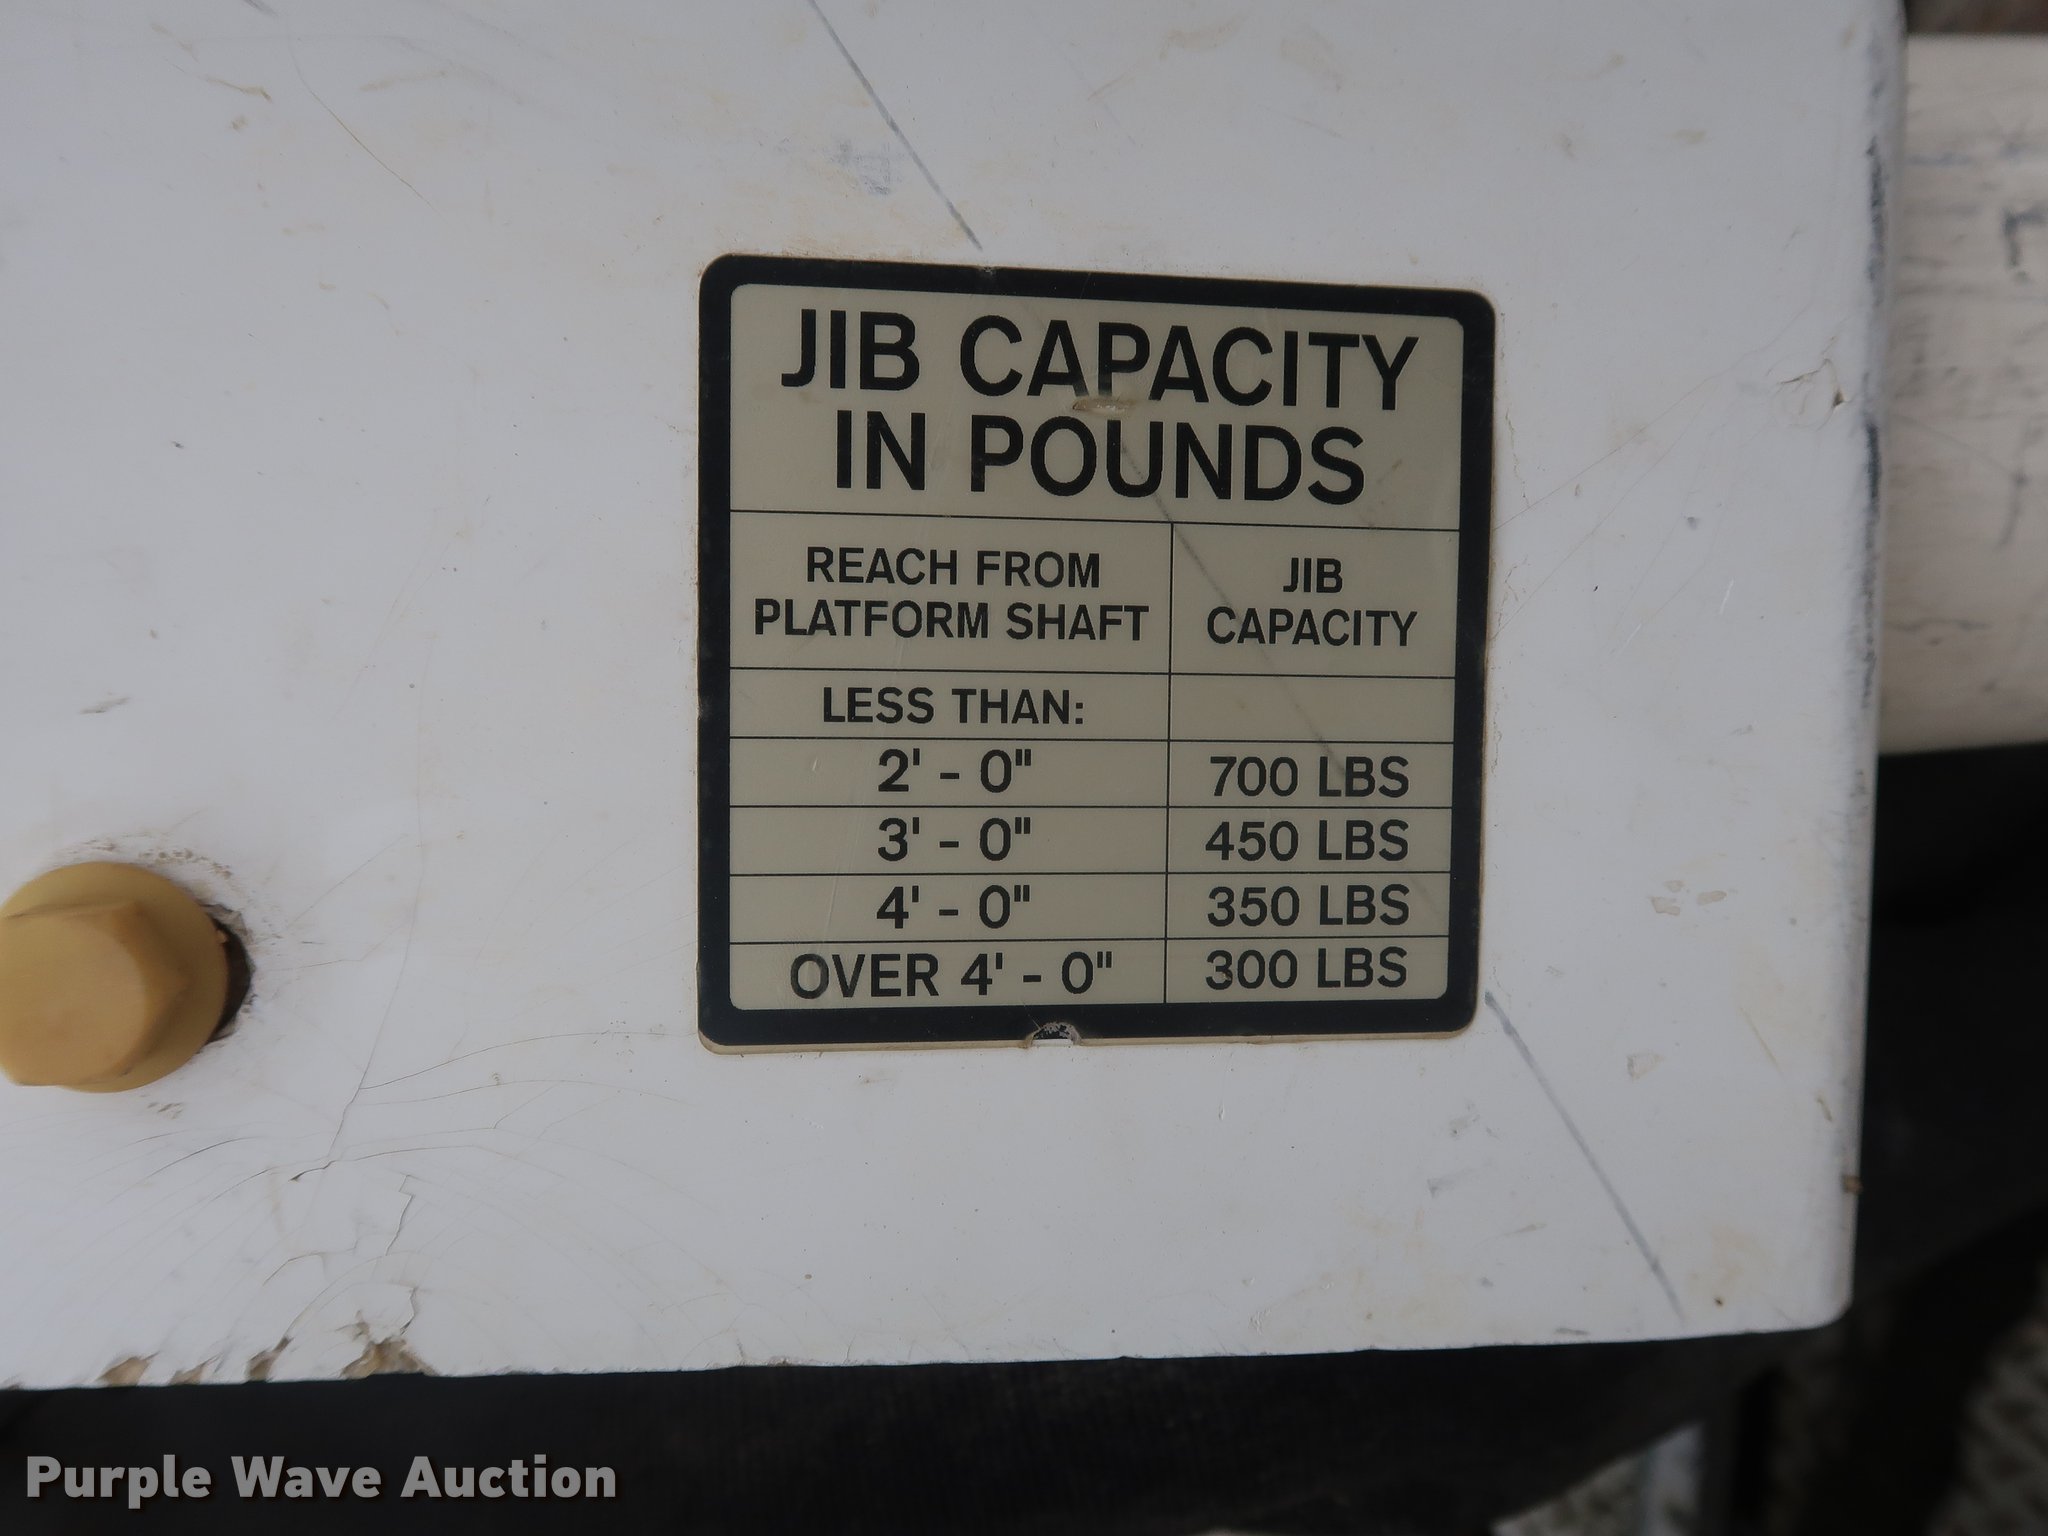 JIB CAPACITY
IN POUNDS
REACH FROM
PLATFORM SHAFT
JIB
CAPACITY
LESS THAN:
2' - 0" 700 LBS
3' - 0" 450 LBS
4' - 0" 350 LBS
OVER 4' - 0" 300 LBS
Purple Wave Auction